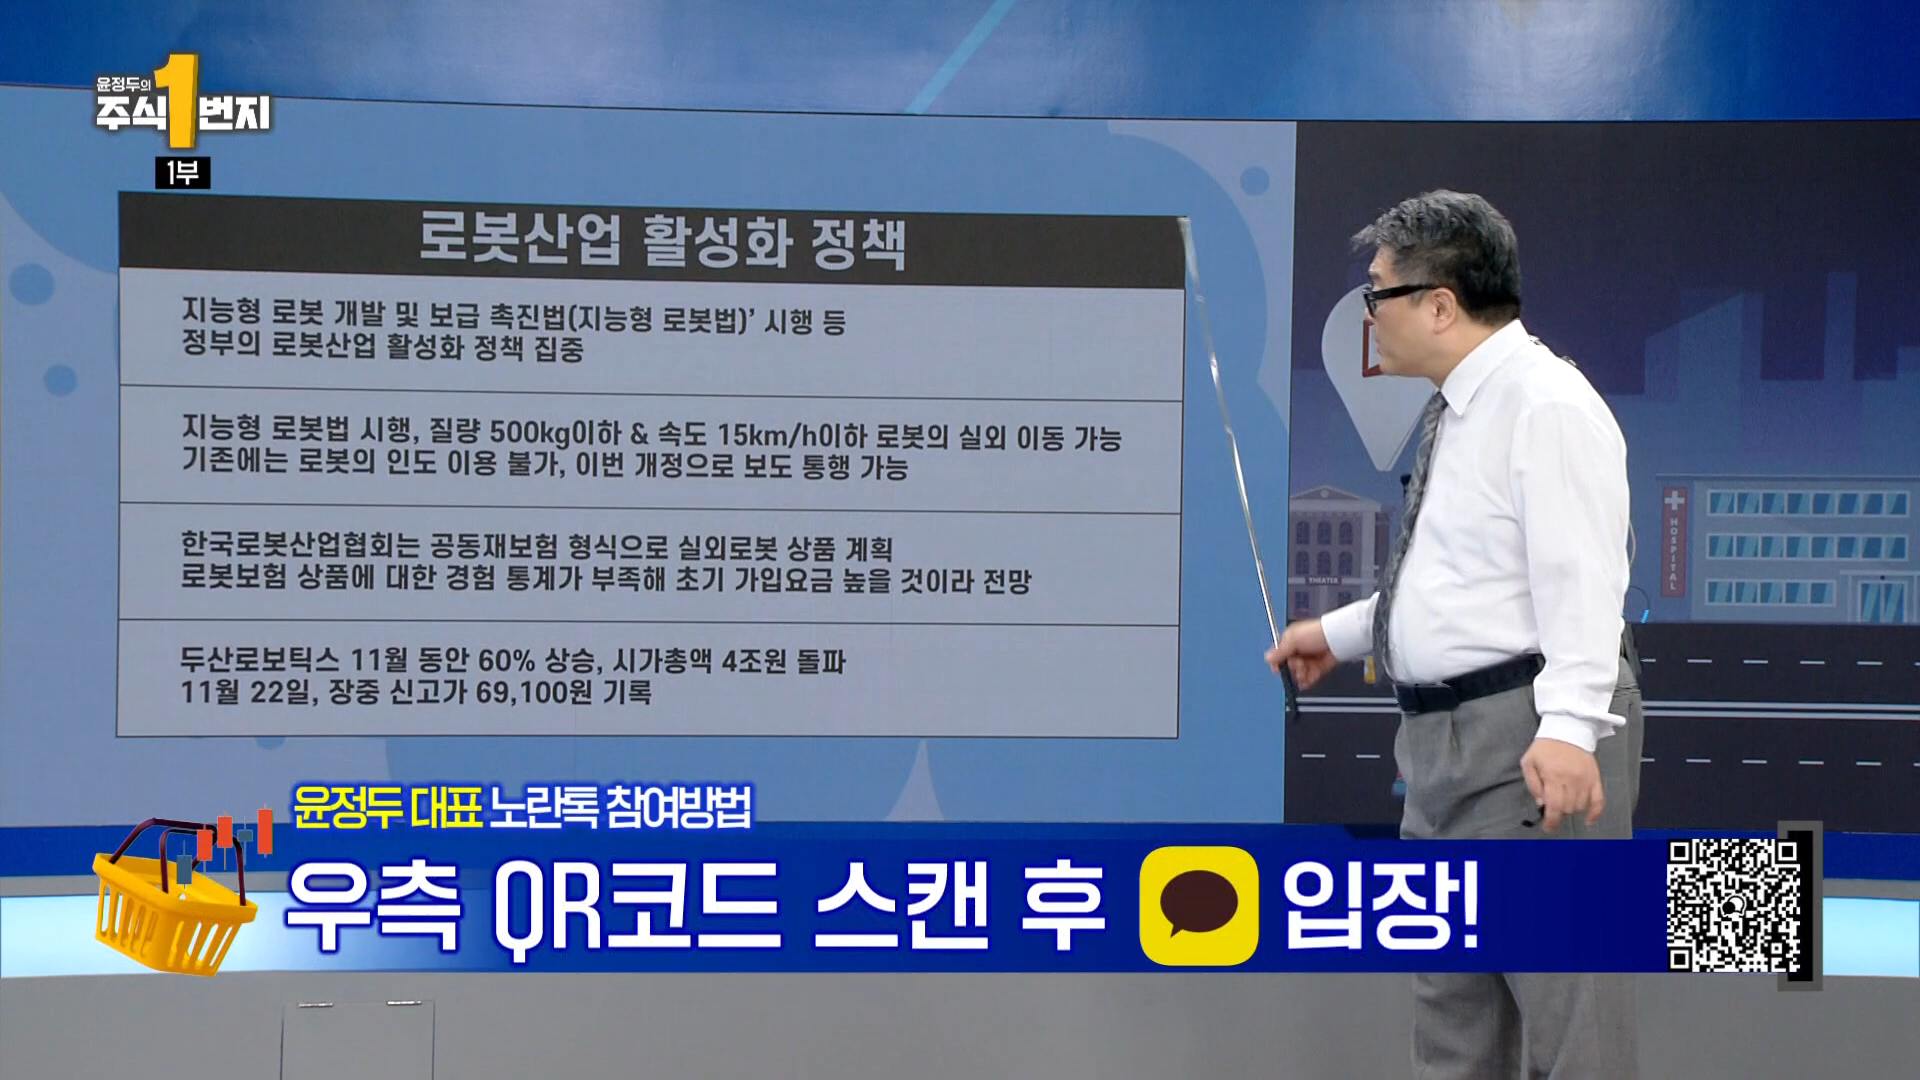 윤정두의
주식1번지
1부
로봇산업 활성화 정책
지능형 로봇 개발 및 보급 촉진법(지능형 로봇법)’ 시행 등
정부의 로봇산업 활성화 정책 집중
지능형 로봇법 시행, 질량 500kg이하 & 속도 15km/h이하 로봇의 실외 이동 가능
기존에는 로봇의 인도 이용 불가, 이번 개정으로 보도 통행 가능
한국로봇산업협회는 공동재보험 형식으로 실외로봇 상품 계획
로봇보험 상품에 대한 경험 통계가 부족해 초기 가입요금 높을 것이라 전망
두산로보틱스 11월 동안 60% 상승, 시가총액 4조원 돌파
11월 22일, 장중 신고가 69,100원 기록
THEATER
HOSPITAL
윤정두 대표 노란톡 참여방법
우측 QR코드 스캔 후 입장!